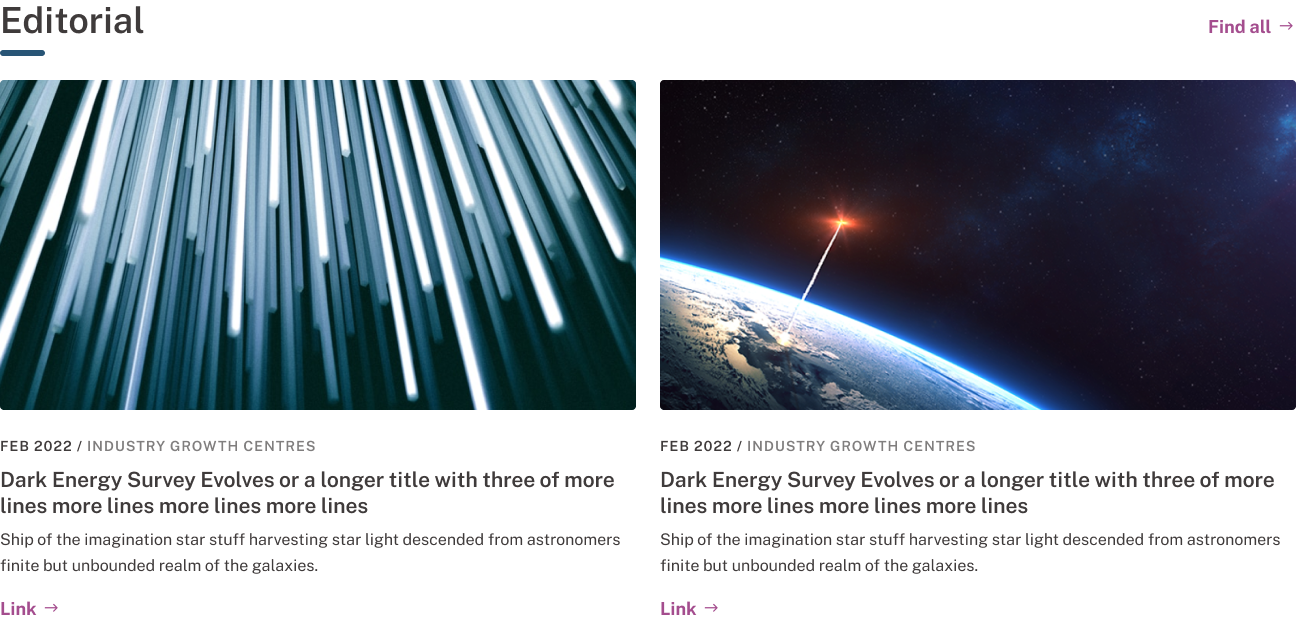 Editorial
Find all →
FEB 2022 / INDUSTRY GROWTH CENTRES
Dark Energy Survey Evolves or a longer title with three of more
lines more lines more lines more lines
Ship of the imagination star stuff harvesting star light descended from astronomers
finite but unbounded realm of the galaxies.
Link →
FEB 2022 / INDUSTRY GROWTH CENTRES
Dark Energy Survey Evolves or a longer title with three of more
lines more lines more lines more lines
Ship of the imagination star stuff harvesting star light descended from astronomers
finite but unbounded realm of the galaxies.
Link →